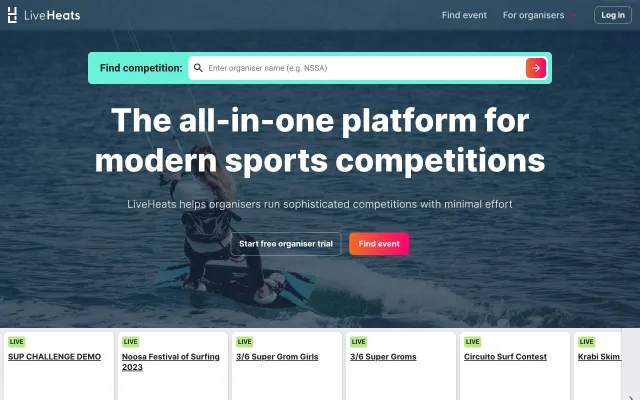 LiveHeats
Find event
For organisers
Log in
Find competition:
Enter organiser name (e.g. NSSA)
The all-in-one platform for
modern sports competitions
LiveHeats helps organisers run sophisticated competitions with minimal effort
Start free organiser trial
Find event
LIVE
SUP CHALLENGE DEMO
LIVE
Noosa Festival of Surfing
2023
LIVE
3/6 Super Grom Girls
LIVE
3/6 Super Groms
LIVE
Circuito Surf Contest
LIVE
Krabi Skim